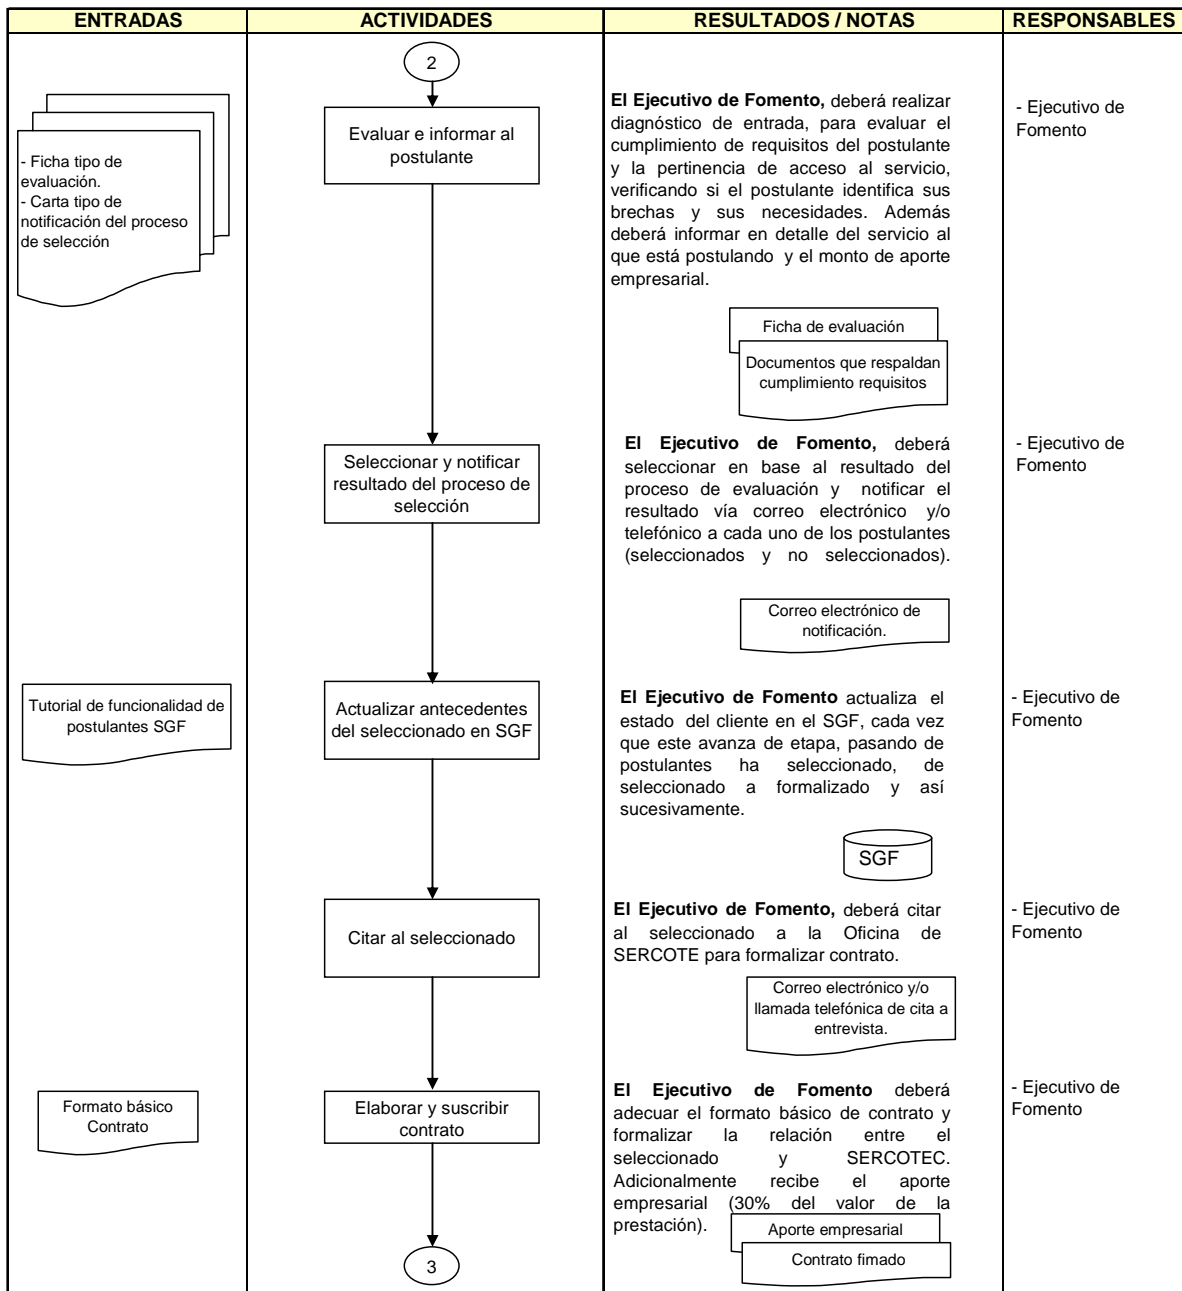 ENTRADAS
ACTIVIDADES
RESULTADOS / NOTAS
RESPONSABLES
2
- Ficha tipo de
evaluación.
- Carta tipo de
notificación del proceso
de selección
Evaluar e informar al
postulante
El Ejecutivo de Fomento, deberá realizar
diagnóstico de entrada, para evaluar el
cumplimiento de requisitos del postulante
y la pertinencia de acceso al servicio,
verificando si el postulante identifica sus
brechas y sus necesidades. Además
deberá informar en detalle del servicio al
que está postulando y el monto de aporte
empresarial.
- Ejecutivo de
Fomento
Ficha de evaluación
Documentos que respaldan
cumplimiento requisitos
Seleccionar y notificar
resultado del proceso de
selección
El Ejecutivo de Fomento, deberá
seleccionar en base al resultado del
proceso de evaluación y notificar el
resultado vía correo electrónico y/o
telefónico a cada uno de los postulantes
(seleccionados y no seleccionados).
- Ejecutivo de
Fomento
Correo electrónico de
notificación.
Tutorial de funcionalidad de
postulantes SGF
Actualizar antecedentes
del seleccionado en SGF
El Ejecutivo de Fomento actualiza el
estado del cliente en el SGF, cada vez
que este avanza de etapa, pasando de
postulantes ha seleccionado, de
seleccionado a formalizado y así
sucesivamente.
- Ejecutivo de
Fomento
SGF
Citar al seleccionado
El Ejecutivo de Fomento, deberá citar
al seleccionado a la Oficina de
SERCOTE para formalizar contrato.
- Ejecutivo de
Fomento
Correo electrónico y/o
llamada telefónica de cita a
entrevista.
Formato básico
Contrato
Elaborar y suscribir
contrato
El Ejecutivo de Fomento deberá
adecuar el formato básico de contrato y
formalizar la relación entre el
seleccionado y SERCOTEC.
Adicionalmente recibe el aporte
empresarial (30% del valor de la
prestación).
- Ejecutivo de
Fomento
Aporte empresarial
Contrato fimado
3